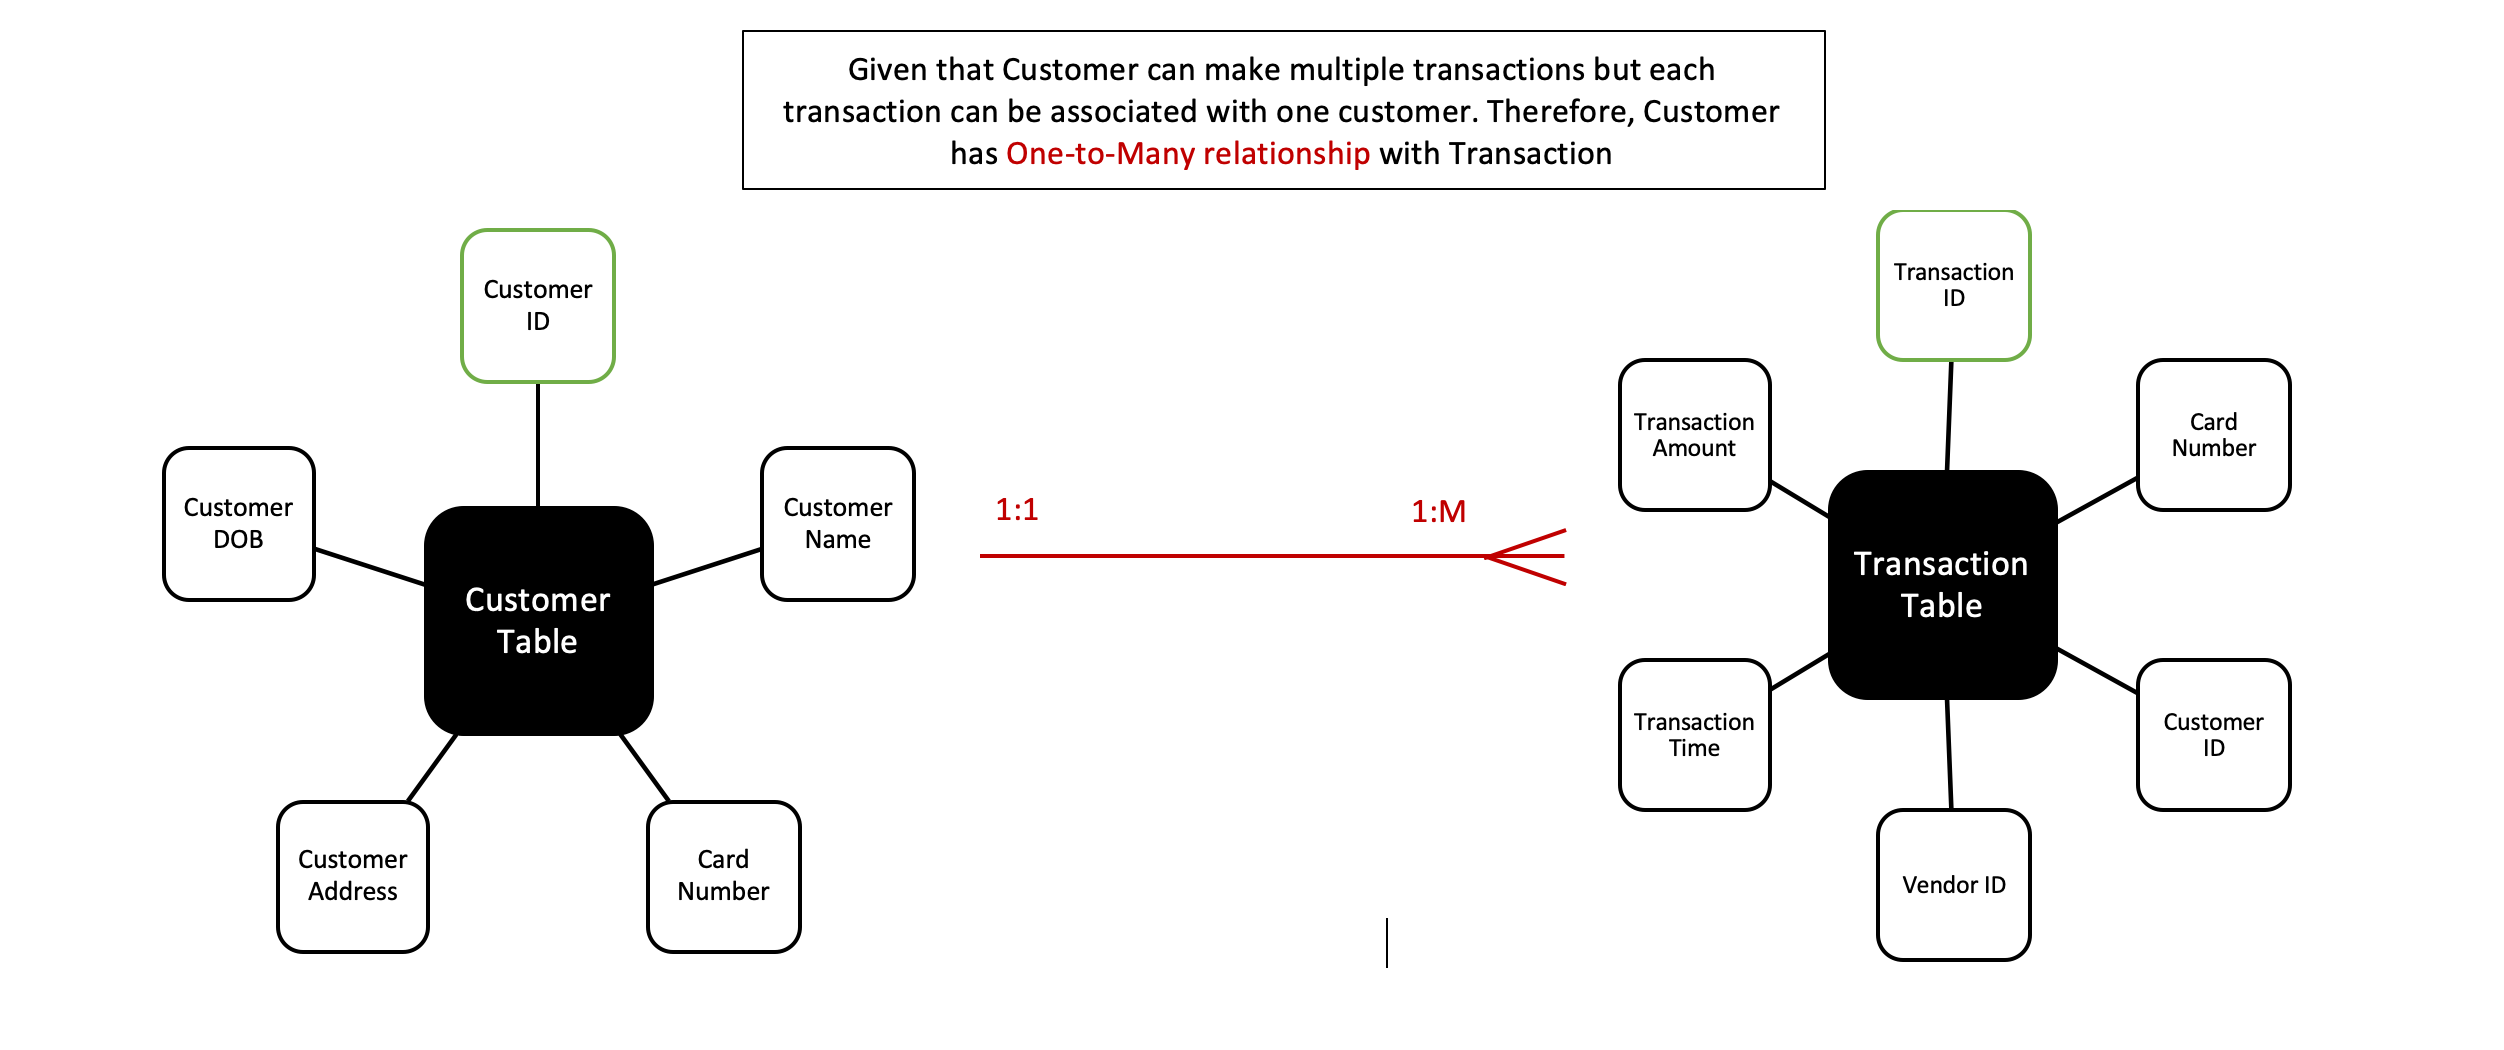 Given that Customer can make multiple transactions but each
transaction can be associated with one customer. Therefore, Customer
has One-to-Many relationship with Transaction
Customer
ID
Customer
DOB
Customer
Name
Customer
Table
Customer
Address
Card
Number
1:1
1:M
Transaction
ID
Transaction
Amount
Card
Number
Transaction
Table
Transaction
Time
Customer
ID
Vendor ID